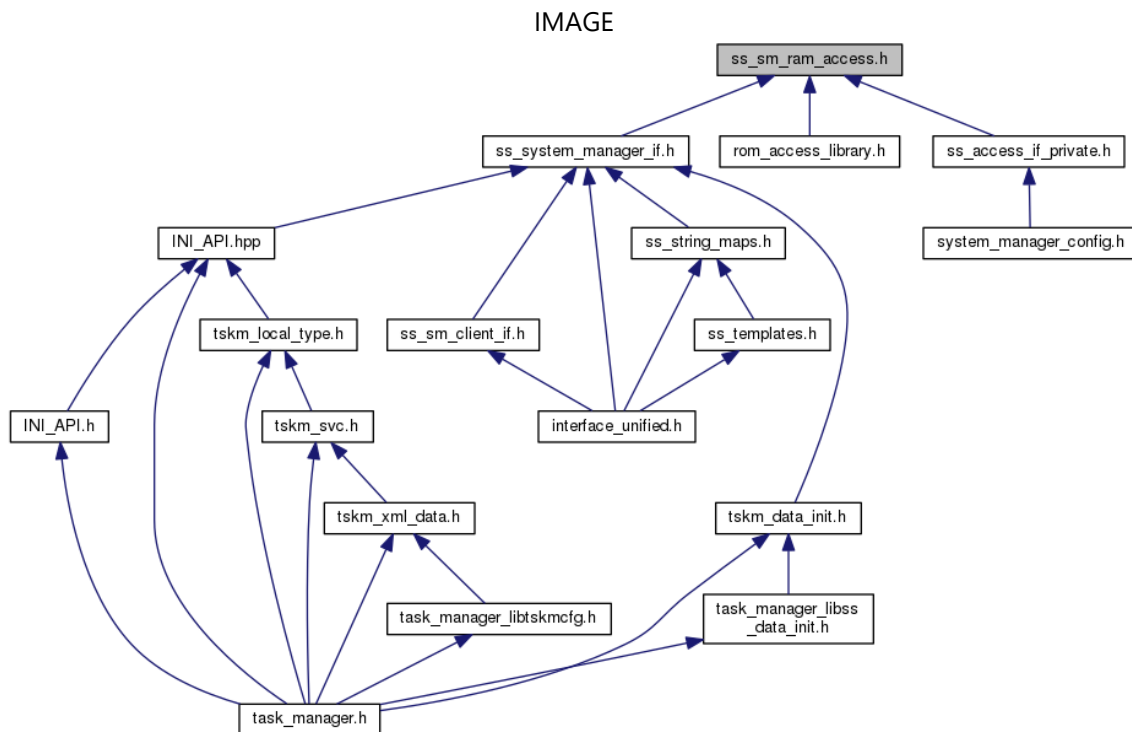 IMAGE
ss_sm_ram_access.h
ss_system_manager_if.h
rom_access_library.h
ss_access_if_private.h
INI_API.hpp
ss_string_maps.h
system_manager_config.h
tskm_local_type.h
ss_sm_client_if.h
ss_templates.h
INI_API.h
tskm_svc.h
interface_unified.h
tskm_xml_data.h
tskm_data_init.h
task_manager_libtskmcfg.h
task_manager_libss
_data_init.h
task_manager.h